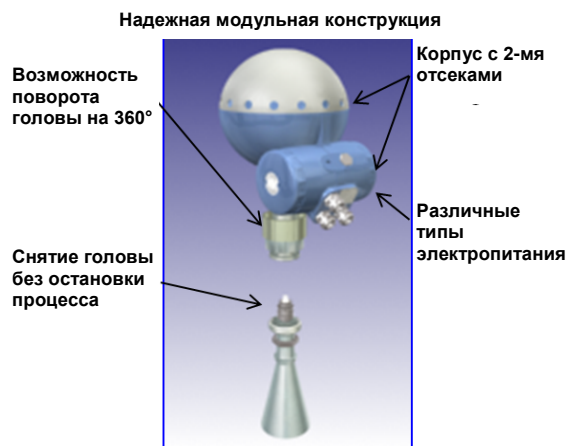 Надежная модульная конструкция
Возможность
поворота
головы на 360°
Корпус с 2-мя
отсеками
Различные
типы
электропитания
Снятие головы
без остановки
процесса